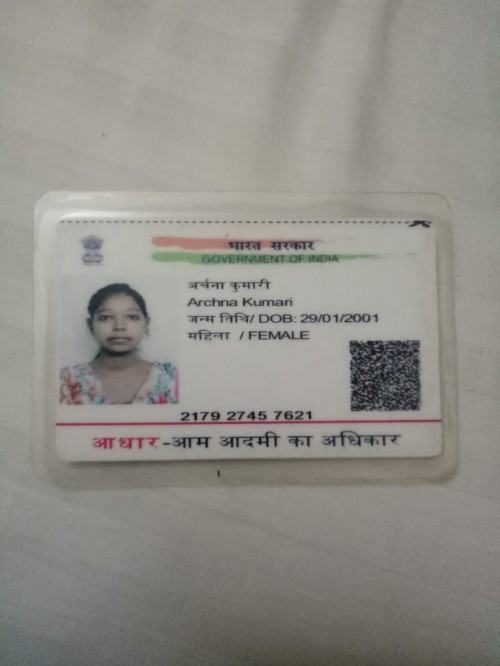 भारत सरकार
GOVERNMENT OF INDIA
अर्चना कुमारी
Archna Kumari
जन्म तिथि/ DOB: 29/01/2001
महिला / FEMALE
2179 2745 7621
आधार -आम आदमी का अधिकार